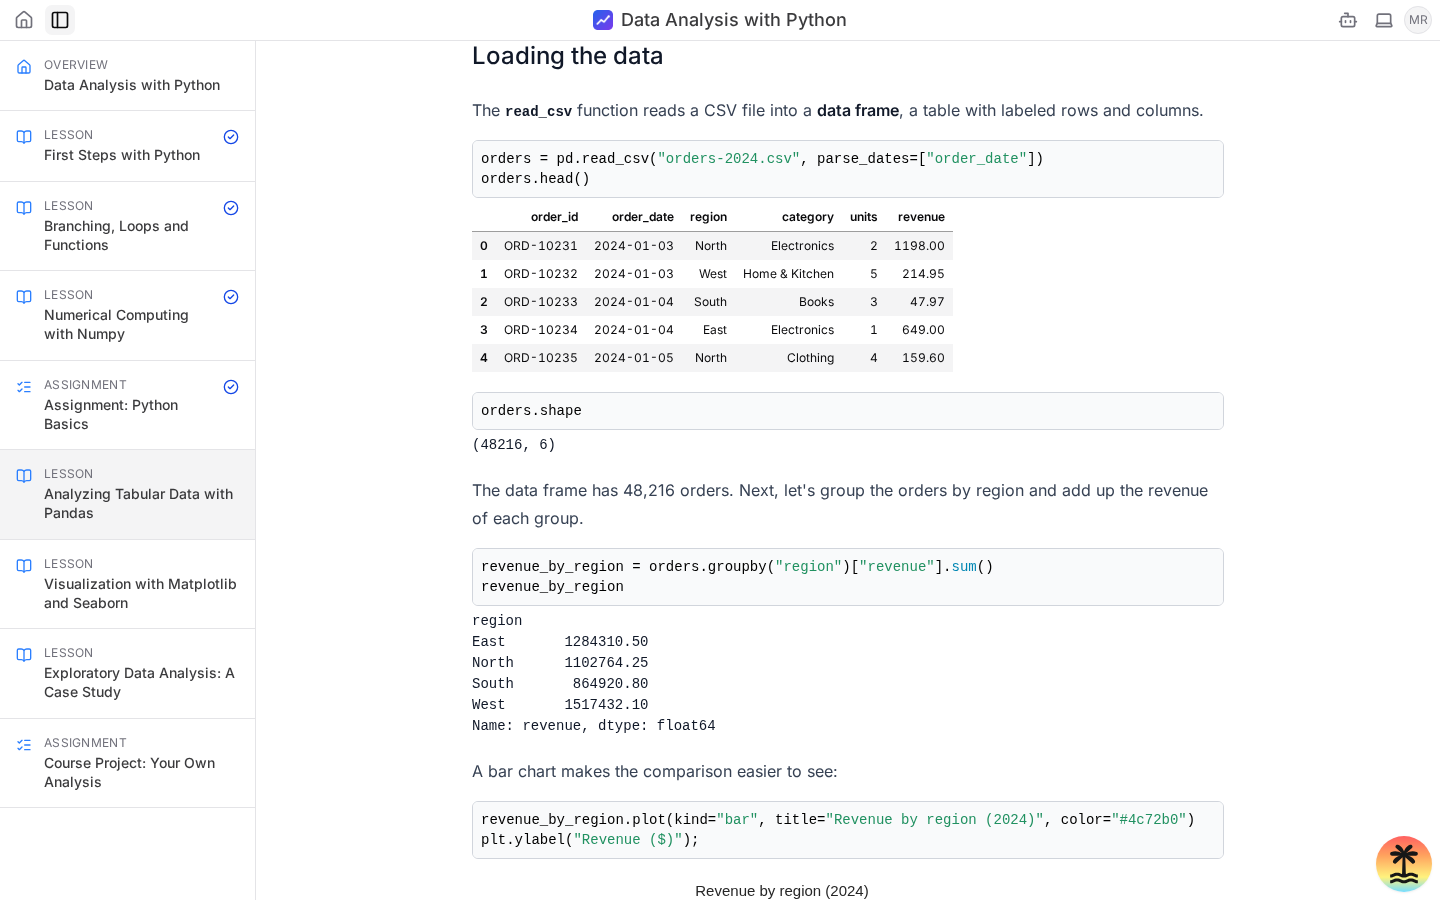 Data Analysis with Python
MR
OVERVIEW
Data Analysis with Python
LESSON
First Steps with Python
LESSON
Branching, Loops and
Functions
LESSON
Numerical Computing
with Numpy
ASSIGNMENT
Assignment: Python
Basics
LESSON
Analyzing Tabular Data with
Pandas
LESSON
Visualization with Matplotlib
and Seaborn
LESSON
Exploratory Data Analysis: A
Case Study
ASSIGNMENT
Course Project: Your Own
Analysis
Loading the data
The read_csv function reads a CSV file into a data frame, a table with labeled rows and columns.
orders = pd.read_csv("orders-2024.csv", parse_dates=["order_date"])
orders.head()
order_id order_date region category units revenue
0 ORD-10231 2024-01-03 North Electronics 2 1198.00
1 ORD-10232 2024-01-03 West Home & Kitchen 5 214.95
2 ORD-10233 2024-01-04 South Books 3 47.97
3 ORD-10234 2024-01-04 East Electronics 1 649.00
4 ORD-10235 2024-01-05 North Clothing 4 159.60
orders.shape
(48216, 6)
The data frame has 48,216 orders. Next, let's group the orders by region and add up the revenue
of each group.
revenue_by_region = orders.groupby("region")["revenue"].sum()
revenue_by_region
region
East 1284310.50
North 1102764.25
South 864920.80
West 1517432.10
Name: revenue, dtype: float64
A bar chart makes the comparison easier to see:
revenue_by_region.plot(kind="bar", title="Revenue by region (2024)", color="#4c72b0")
plt.ylabel("Revenue ($)");
Revenue by region (2024)